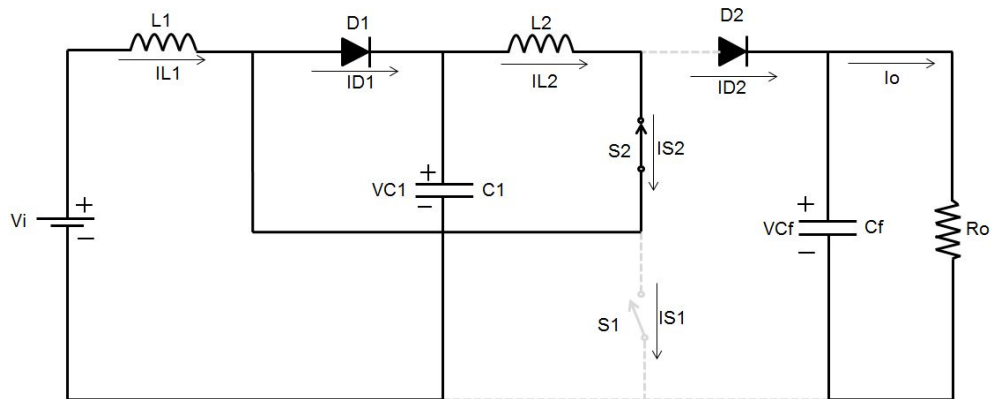 L1
D1
L2
D2
IL1
ID1
IL2
ID2
Io
S2
IS2
+
VC1
C1
−
Vi
+
−
+
VCf
Cf
−
Ro
S1
IS1